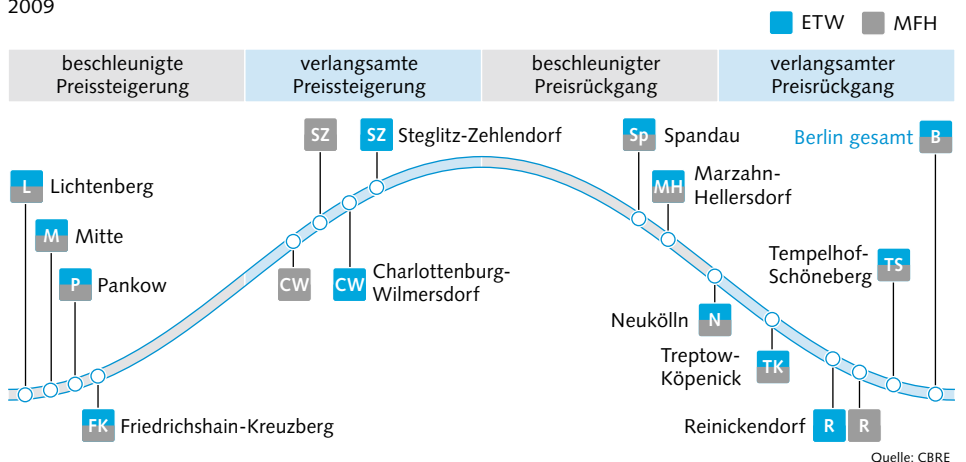 2009
ETW MFH
beschleunigte
Preissteigerung
verlangsamte
Preissteigerung
beschleunigter
Preisrückgang
verlangsamter
Preisrückgang
L Lichtenberg
M Mitte
P Pankow
FK Friedrichshain-Kreuzberg
SZ
SZ Steglitz-Zehlendorf
CW
CW Charlottenburg-
Wilmersdorf
Sp Spandau
MH Marzahn-
Hellersdorf
Neukölln N
Treptow-
Köpenick TK
Reinickendorf R R
Tempelhof-
Schöneberg TS
Berlin gesamt B
Quelle: CBRE